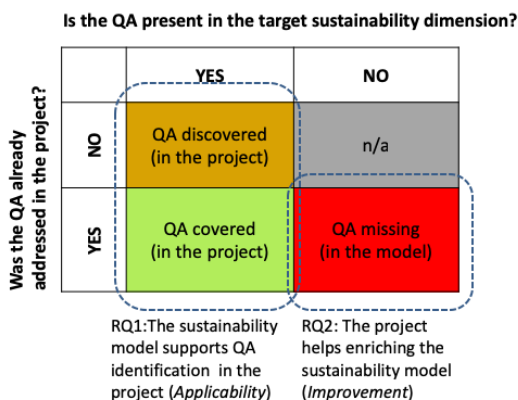 Is the QA present in the target sustainability dimension?
Was the QA already
addressed in the project?
YES
NO
NO
QA discovered
(in the project)
n/a
YES
QA covered
(in the project)
QA missing
(in the model)
RQ1:The sustainability
model supports QA
identification in the
project (Applicability)
RQ2: The project
helps enriching the
sustainability model
(Improvement)